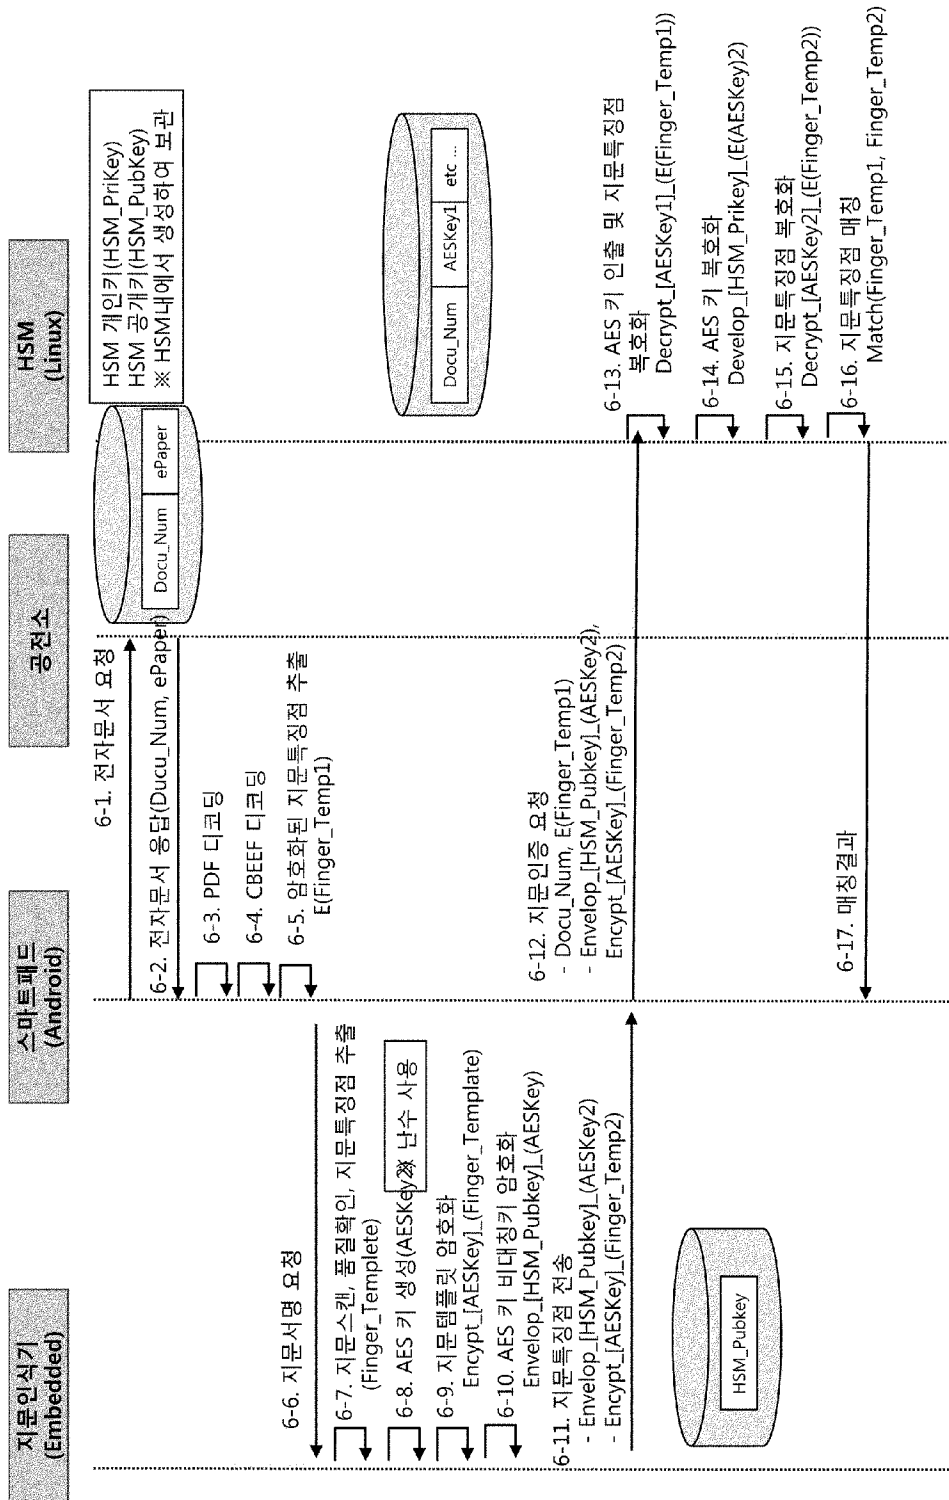 지문인식기
(Embedded)
스마트패드
(Android)
공전소
HSM
(Linux)
HSM 개인키(HSM_PriKey)
HSM 공개키(HSM_PubKey)
※ HSM내에서 생성하여 보관
Docu_Num
ePaper
6-1. 전자문서 요청
6-2. 전자문서 응답(Ducu_Num, ePaper)
6-3. PDF 디코딩
6-4. CBEEF 디코딩
6-5. 암호화된 지문특징점 추출
E(Finger_Temp1)
Docu_Num
AESKey1
etc ...
6-6. 지문서명 요청
6-7. 지문스캔, 품질확인, 지문특징점 추출
(Finger_Templete)
6-8. AES 키 생성(AESKey2)
※ 난수 사용
6-9. 지문템플릿 암호화
Encypt_[AESKey]_(Finger_Template)
6-10. AES 키 비대칭키 암호화
Envelop_[HSM_Pubkey]_(AESKey)
6-11. 지문특징점 전송
- Envelop_[HSM_Pubkey]_(AESKey2)
- Encypt_[AESKey]_(Finger_Temp2)
HSM_Pubkey
6-12. 지문인증 요청
- Docu_Num, E(Finger_Temp1)
- Envelop_[HSM_Pubkey]_(AESKey2),
Encypt_[AESKey]_(Finger_Temp2)
6-13. AES 키 인출 및 지문특징점
복호화
Decrypt_[AESKey1]_(E(Finger_Temp1))
6-14. AES 키 복호화
Develop_[HSM_Prikey]_(E(AESKey)2)
6-15. 지문특징점 복호화
Decrypt_[AESKey2]_(E(Finger_Temp2))
6-16. 지문특징점 매칭
Match(Finger_Temp1, Finger_Temp2)
6-17. 매칭결과